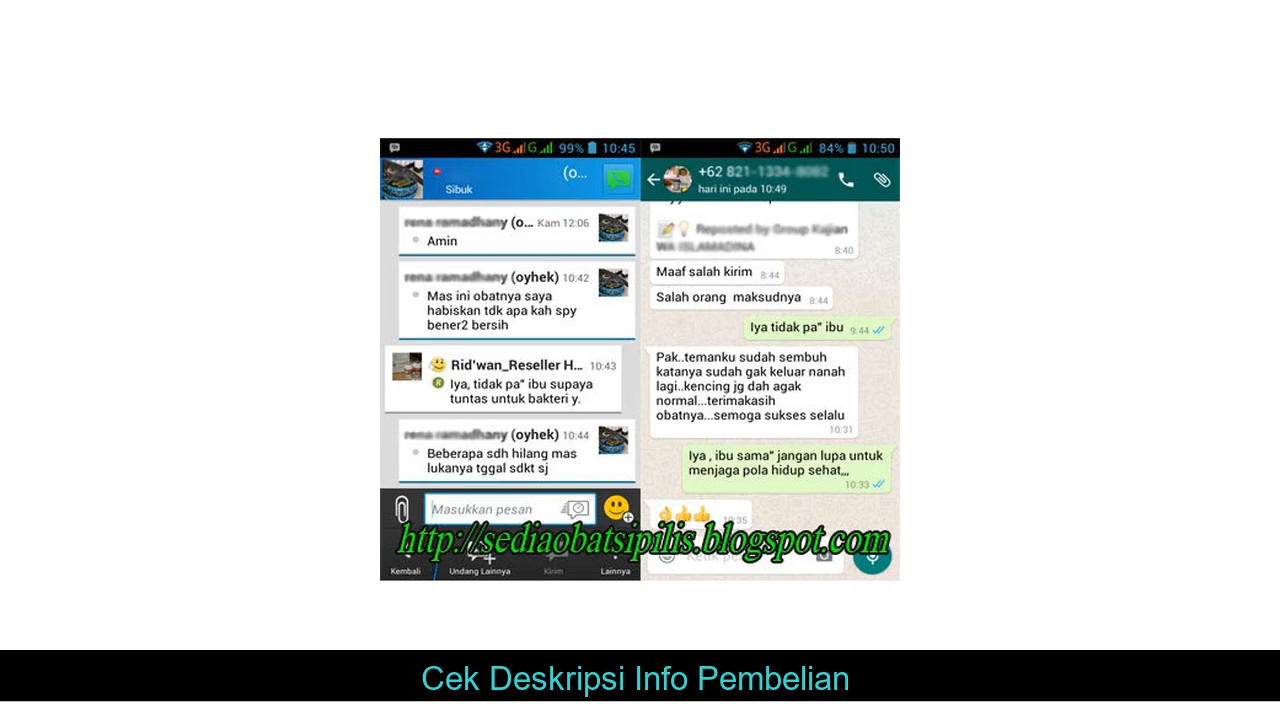 3G G 99% 10:45
(o...
Sibuk
(o... Kam 12:06
Amin
(oyhek) 10:42
Mas ini obatnya saya
habiskan tdk apa kah spy
bener2 bersih
Rid'wan_Reseller H... 10:43
Iya, tidak pa" ibu supaya
tuntas untuk bakteri y.
(oyhek) 10:44
Beberapa sdh hilang mas
lukanya tggal sdkt sj
Masukkan pesan
Kembali
Undang Lainnya
Kirim
Lainnya
3G G 84% 10:50
+62
hari ini pada 10:49
8:40
Maaf salah kirim 8:44
Salah orang maksudnya 8:44
Iya tidak pa" ibu 9:44
Pak..temanku sudah sembuh
katanya sudah gak keluar nanah
lagi..kencing jg dah agak
normal...terimakasih
obatnya...semoga sukses selalu
10:31
Iya , ibu sama" jangan lupa untuk
menjaga pola hidup sehat,,,
10:33
10:35
http://sediaobatsipilis.blogspot.com
Cek Deskripsi Info Pembelian